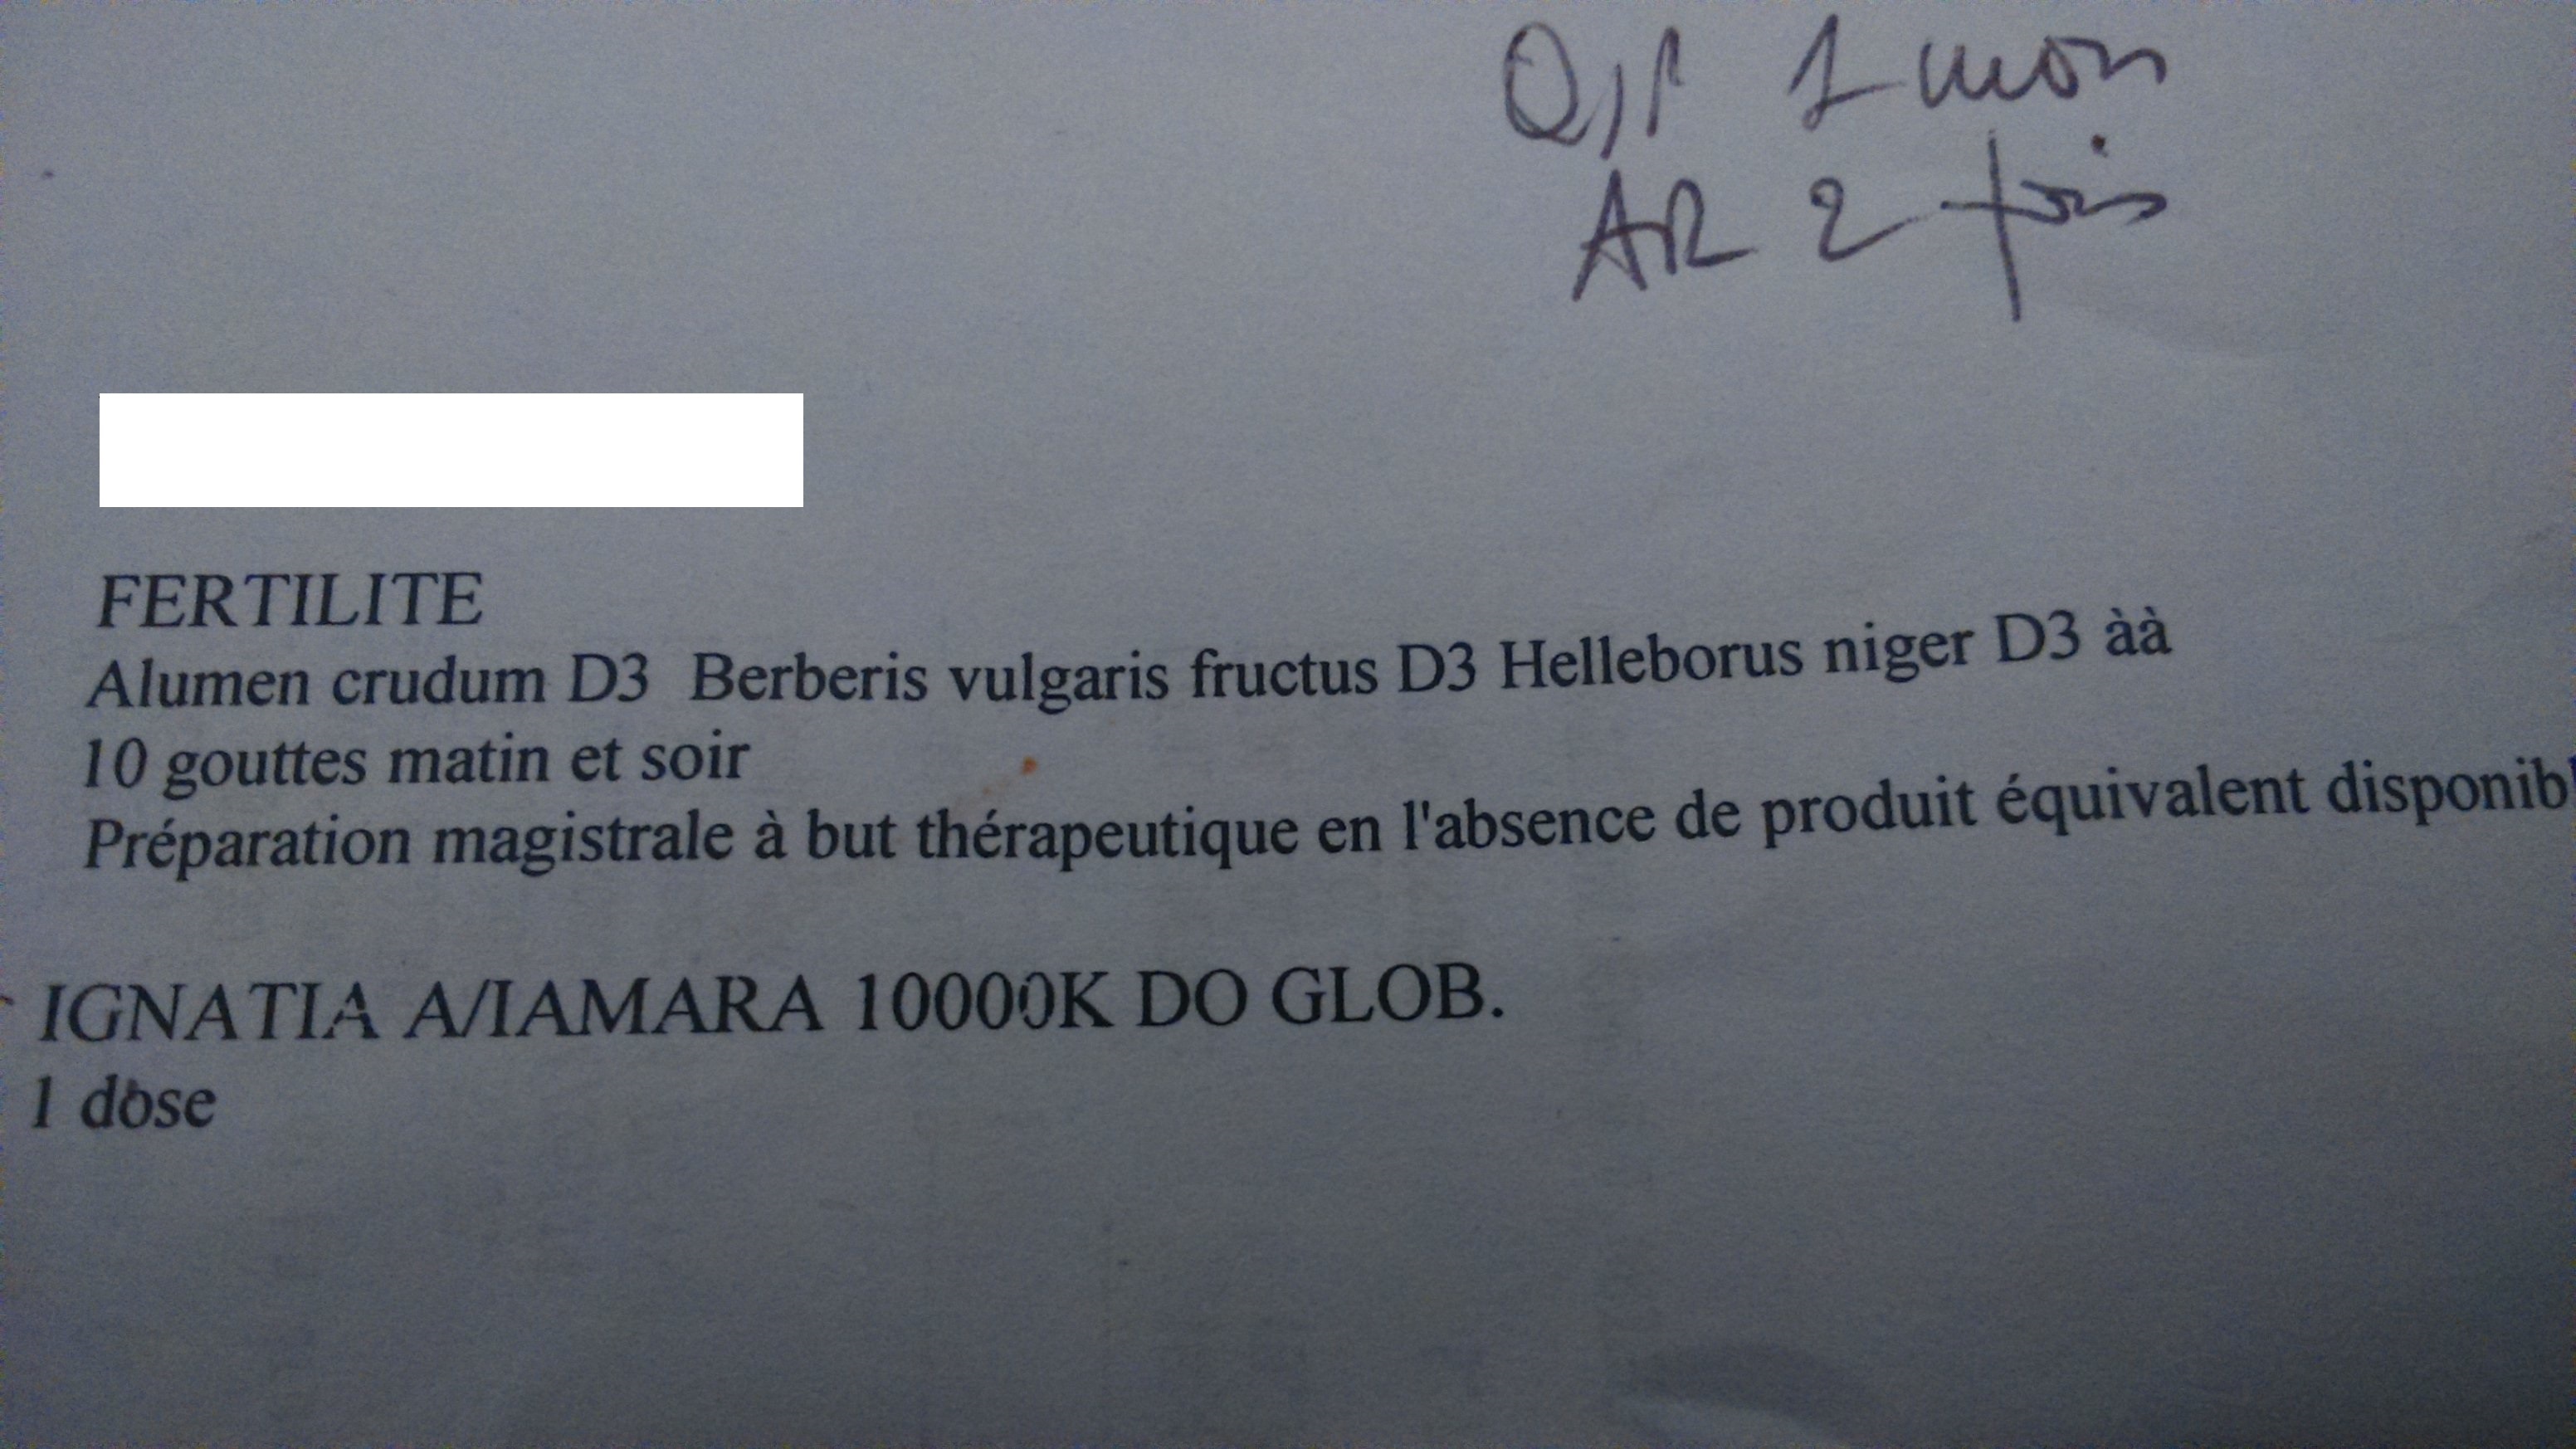 QSP 1 mois
AR 2 fois
FERTILITE
Alumen crudum D3 Berberis vulgaris fructus D3 Helleborus niger D3 àà
10 gouttes matin et soir
Préparation magistrale à but thérapeutique en l'absence de produit équivalent disponibl
IGNATIA A/IAMARA 10000K DO GLOB.
1 dose